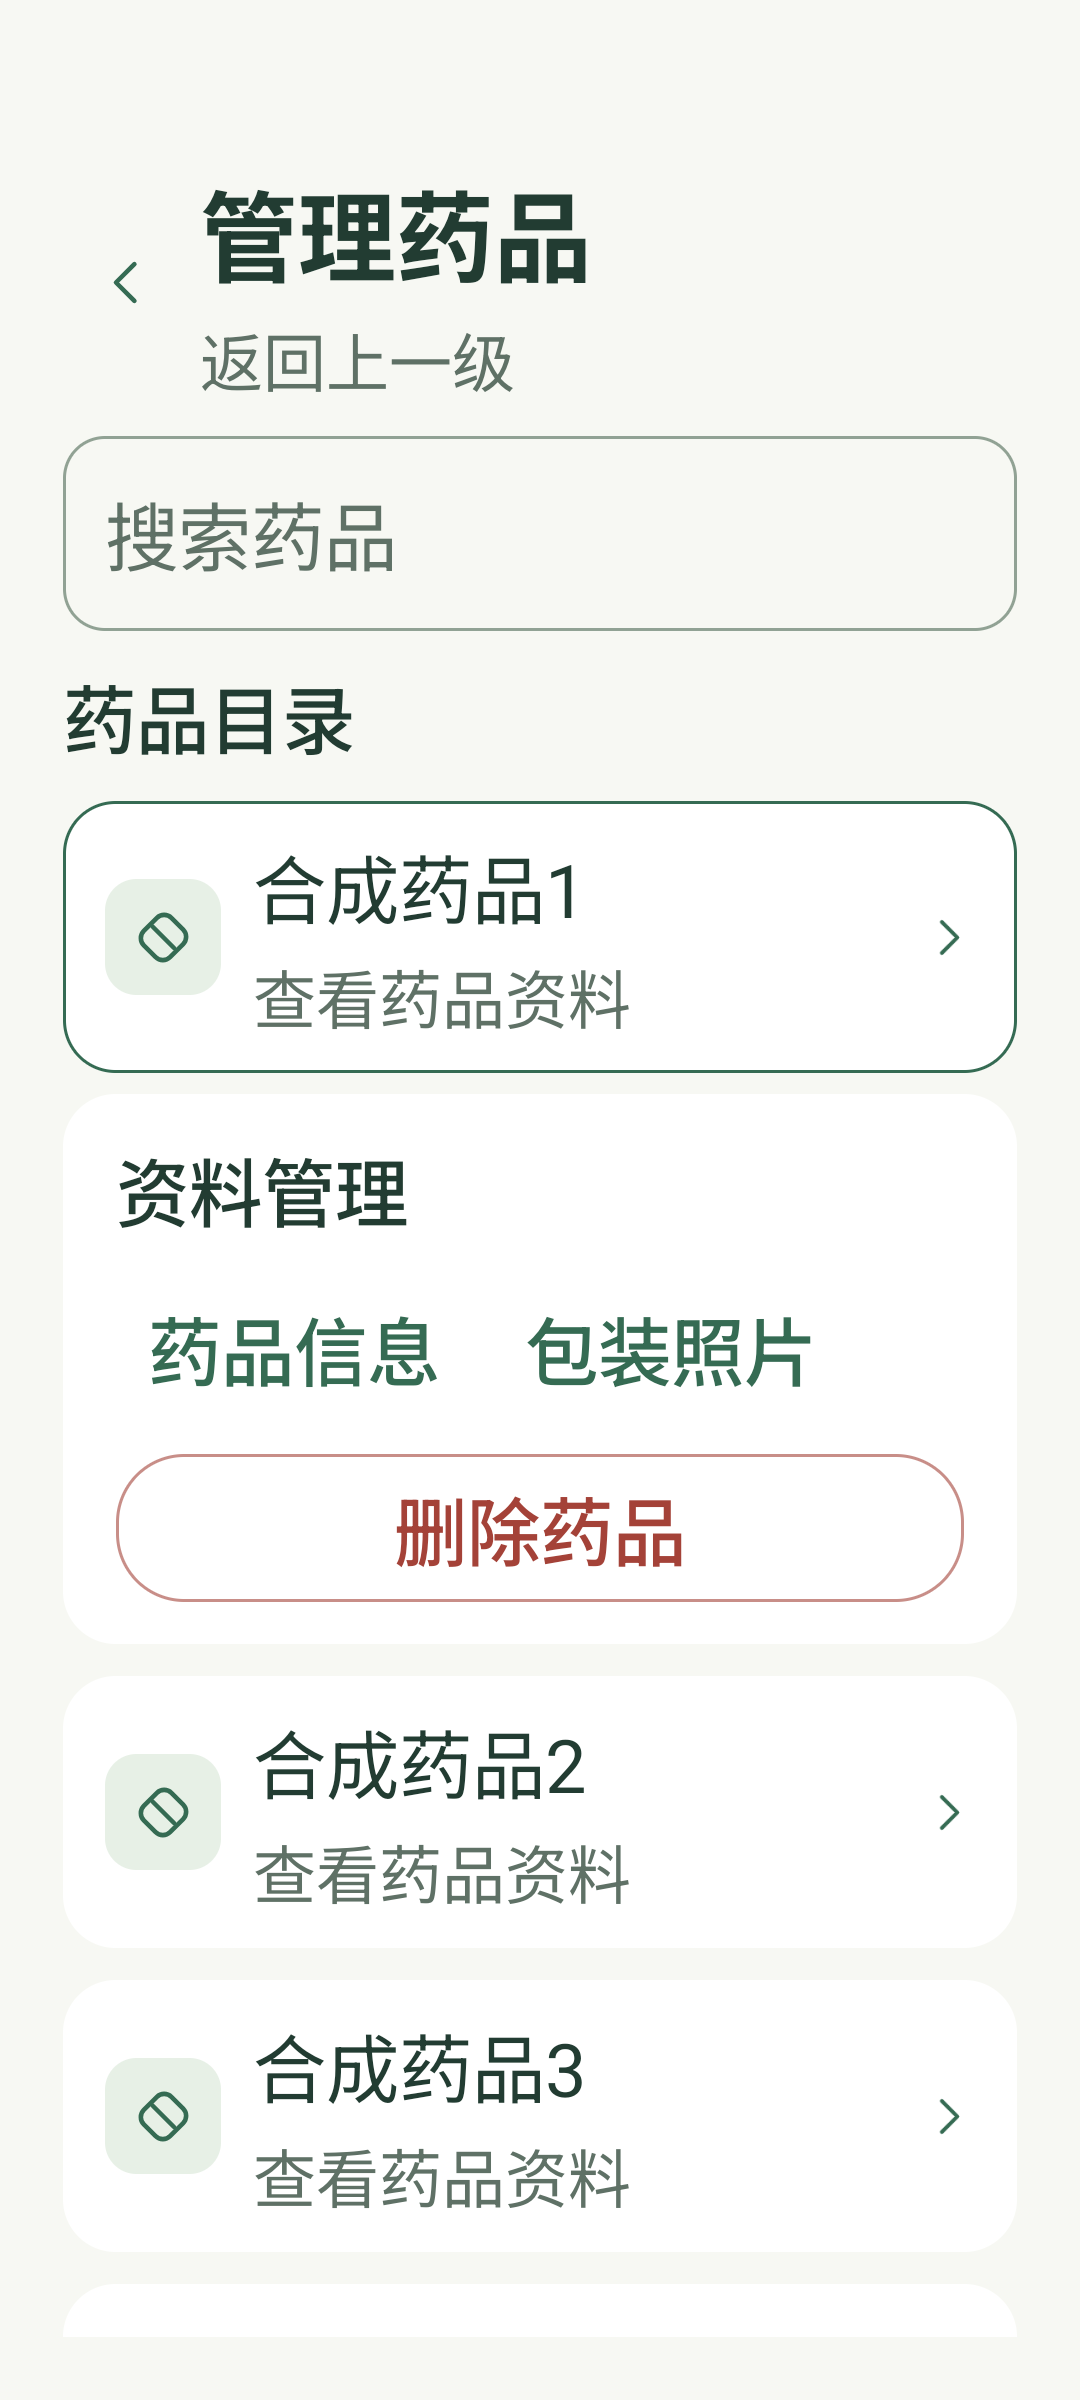 管理药品
返回上一级
搜索药品
药品目录
合成药品1
查看药品资料
资料管理
药品信息 包装照片
删除药品
合成药品2
查看药品资料
合成药品3
查看药品资料